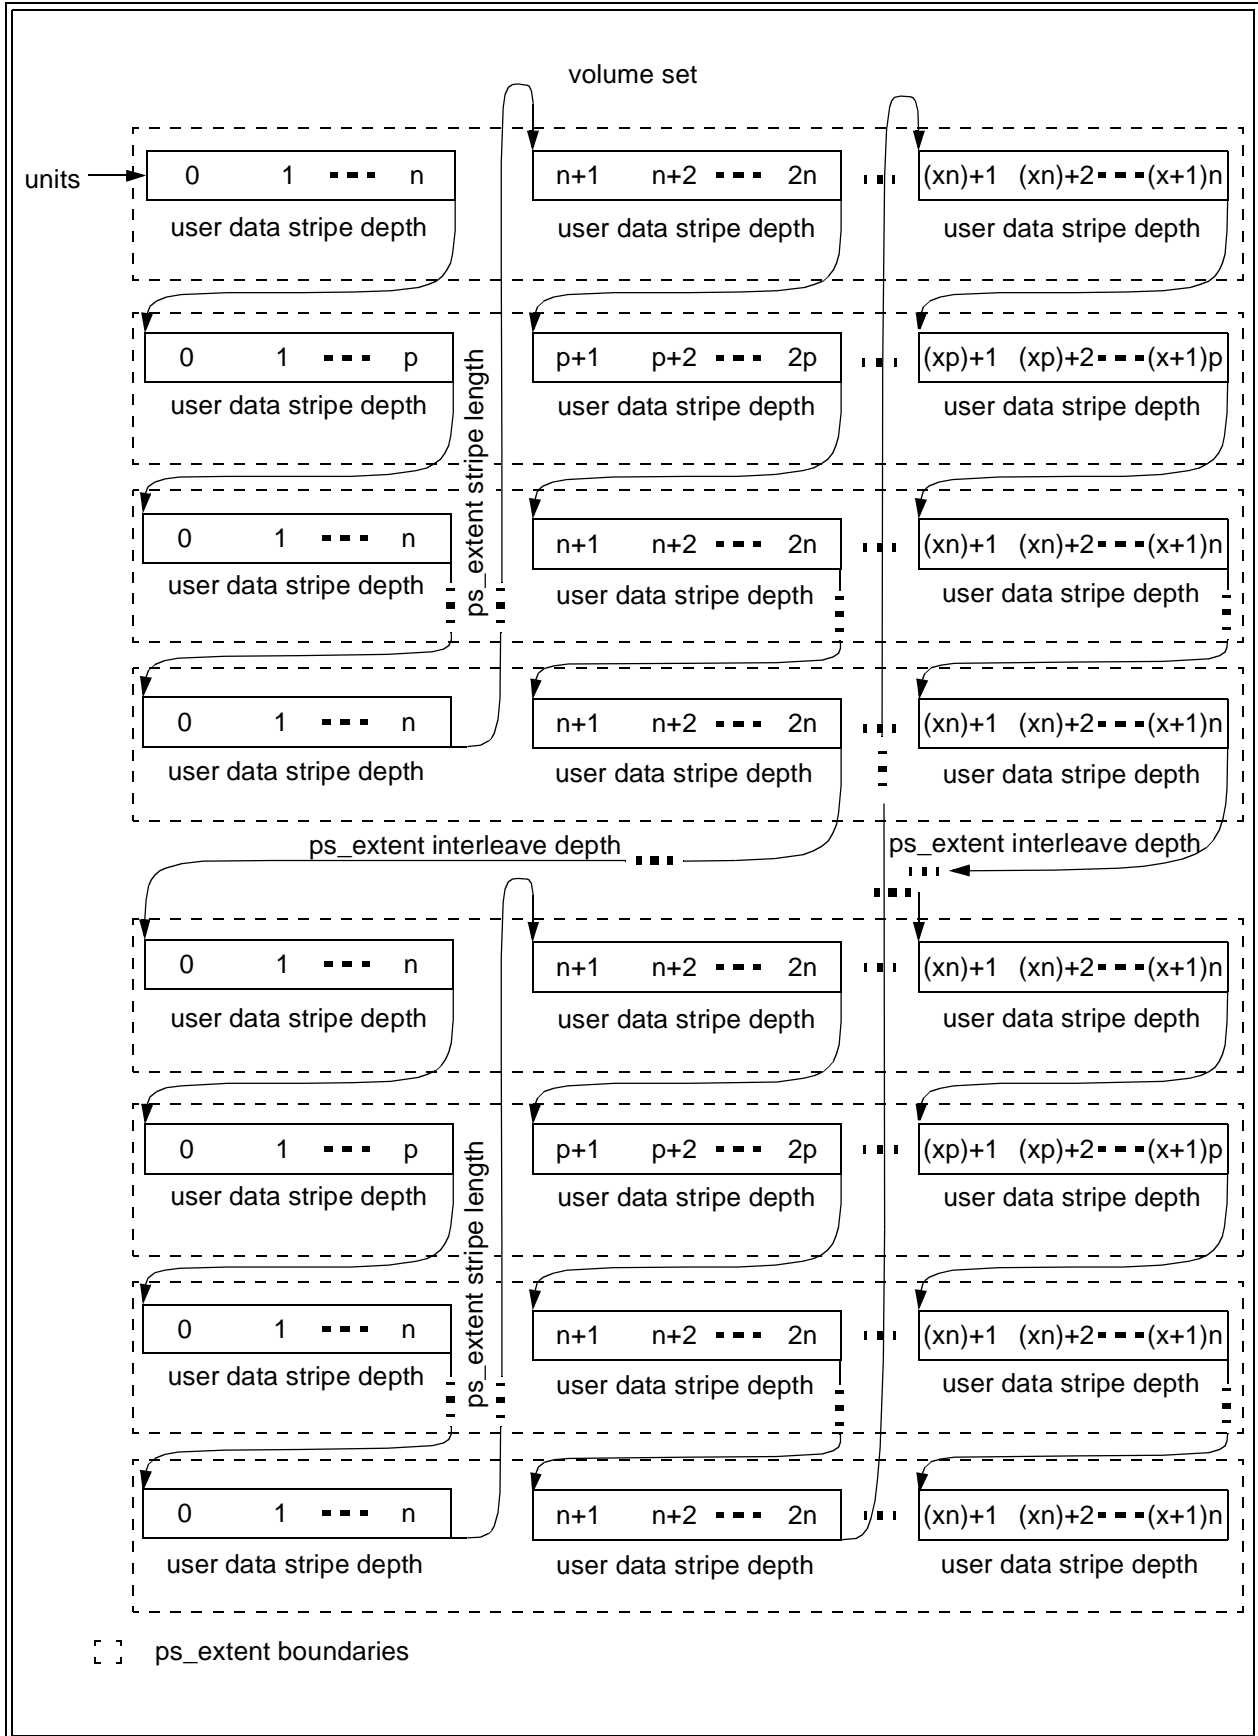 volume set
units 0 1 n n+1 n+2 2n (xn)+1 (xn)+2 (x+1)n
user data stripe depth user data stripe depth user data stripe depth
0 1 p p+1 p+2 2p (xp)+1 (xp)+2 (x+1)p
user data stripe depth user data stripe depth user data stripe depth
ps_extent stripe length
0 1 n n+1 n+2 2n (xn)+1 (xn)+2 (x+1)n
user data stripe depth user data stripe depth user data stripe depth
0 1 n n+1 n+2 2n (xn)+1 (xn)+2 (x+1)n
user data stripe depth user data stripe depth user data stripe depth
ps_extent interleave depth ps_extent interleave depth
0 1 n n+1 n+2 2n (xn)+1 (xn)+2 (x+1)n
user data stripe depth user data stripe depth user data stripe depth
0 1 p p+1 p+2 2p (xp)+1 (xp)+2 (x+1)p
user data stripe depth user data stripe depth user data stripe depth
ps_extent stripe length
0 1 n n+1 n+2 2n (xn)+1 (xn)+2 (x+1)n
user data stripe depth user data stripe depth user data stripe depth
0 1 n n+1 n+2 2n (xn)+1 (xn)+2 (x+1)n
user data stripe depth user data stripe depth user data stripe depth
ps_extent boundaries